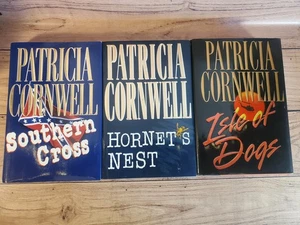 PATRICIA
CORNWELL
Southern
Cross
PATRICIA
CORNWELL
HORNET'S
NEST
PATRICIA
CORNWELL
Isle of
Dogs